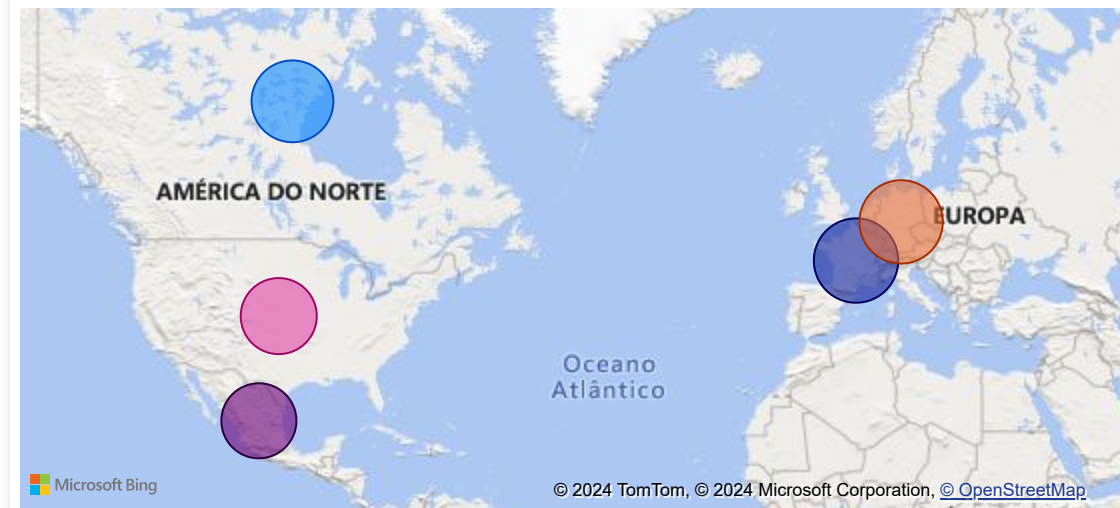 AMÉRICA DO NORTE
EUROPA
Oceano
Atlântico
Microsoft Bing
© 2024 TomTom, © 2024 Microsoft Corporation, © OpenStreetMap